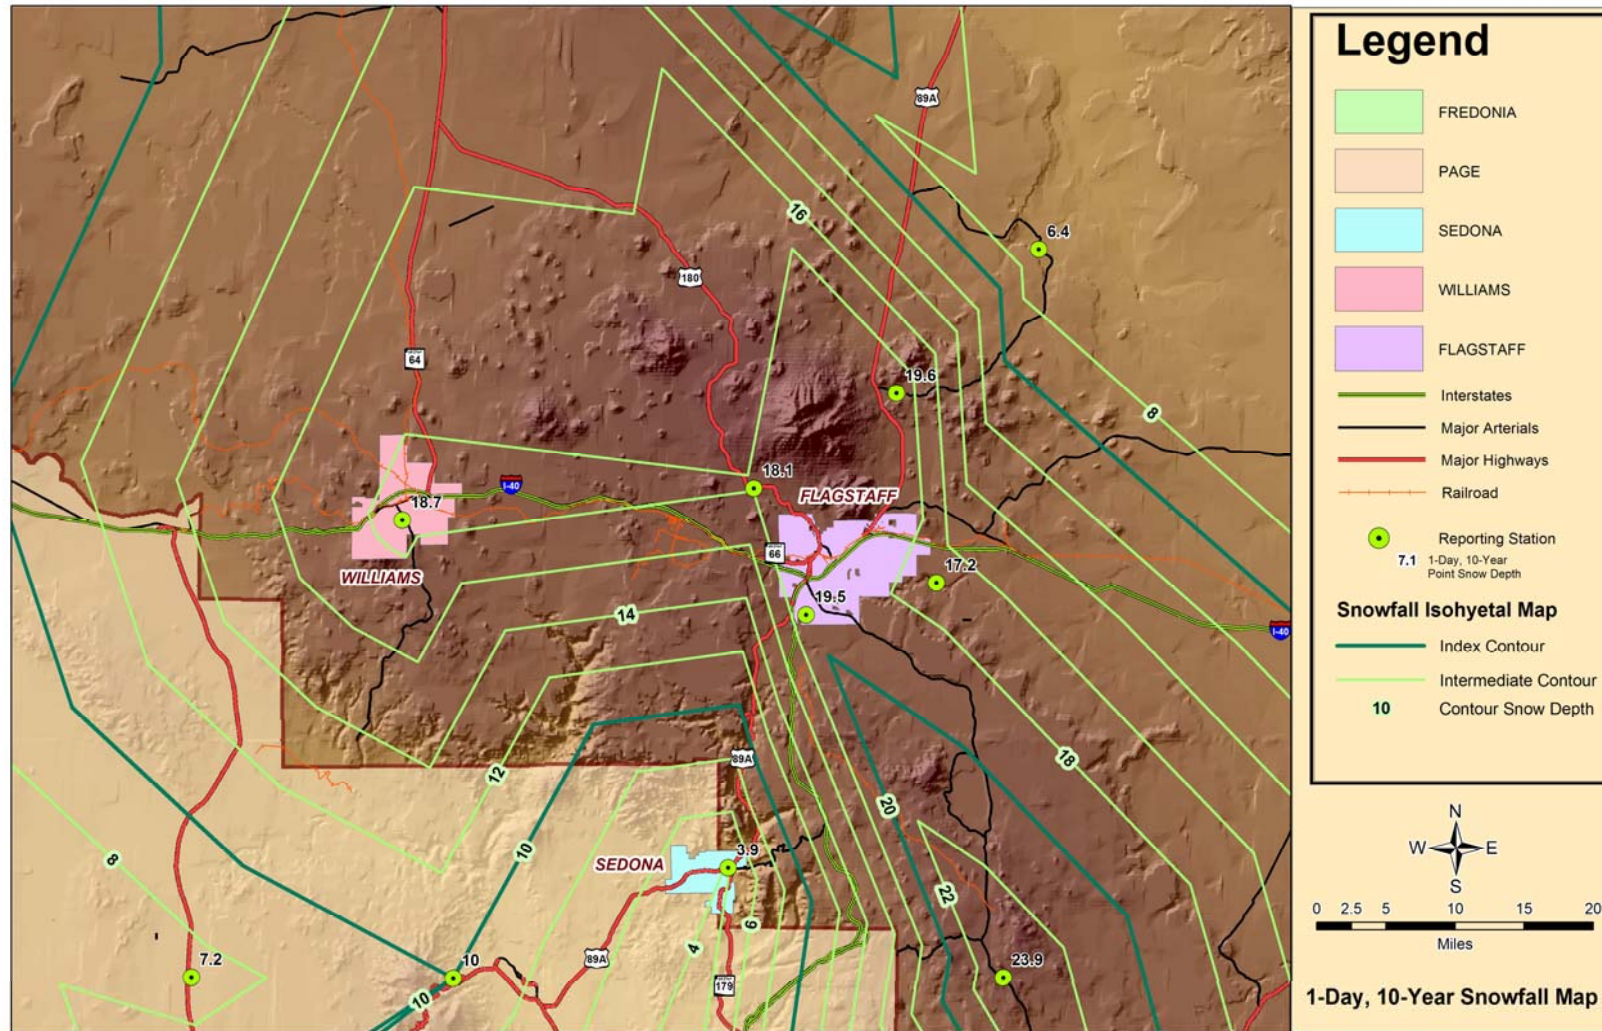 89A
16
6.4
180
64
19.6
8
18.1
I-40
FLAGSTAFF
18.7
66
17.2
WILLIAMS
19.5
14
I-40
89A
18
12
20
10
3.9
8
SEDONA
22
6
4
89A
7.2
10
179
23.9
10
Legend
FREDONIA
PAGE
SEDONA
WILLIAMS
FLAGSTAFF
Interstates
Major Arterials
Major Highways
Railroad
Reporting Station
7.1 1-Day, 10-Year
Point Snow Depth
Snowfall Isohyetal Map
Index Contour
Intermediate Contour
10 Contour Snow Depth
N
W E
S
0 2.5 5 10 15 20
Miles
1-Day, 10-Year Snowfall Map